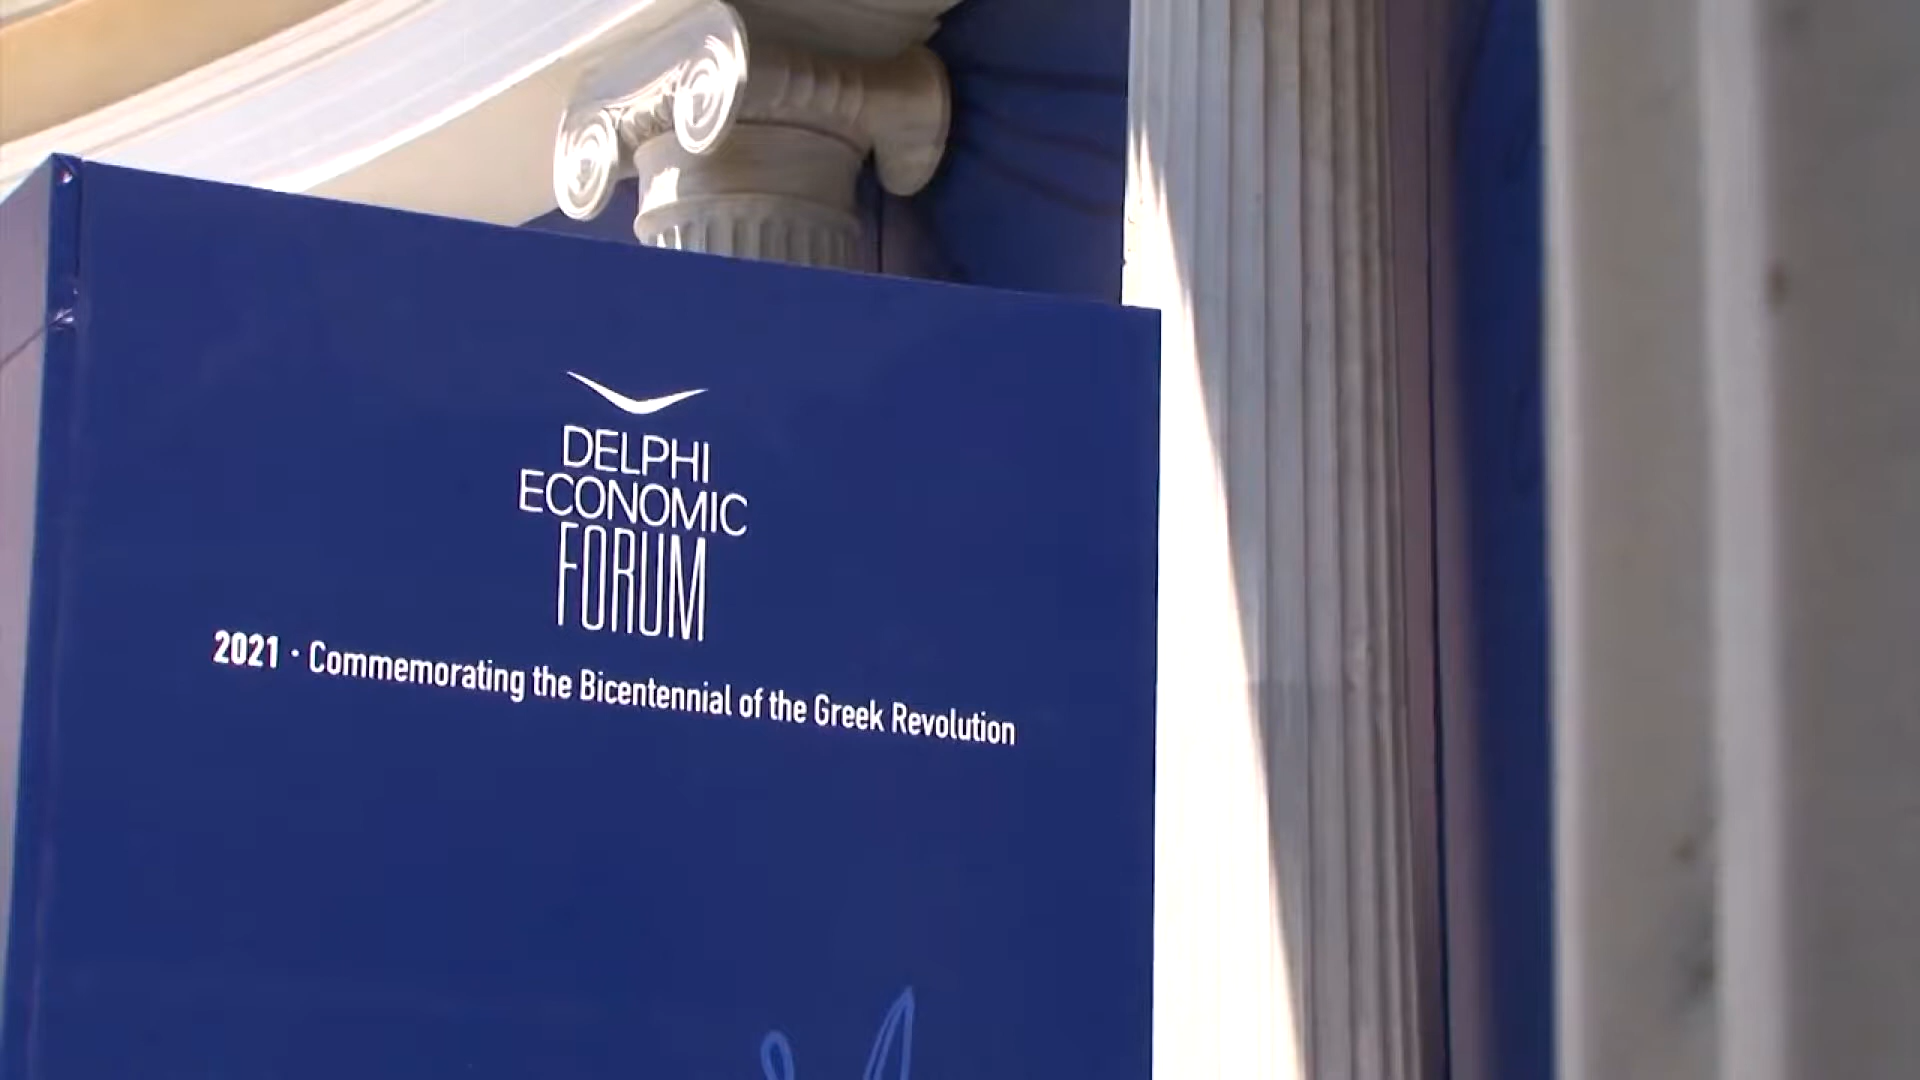 DELPHI
ECONOMIC
FORUM
2021 · Commemorating the Bicentennial of the Greek Revolution